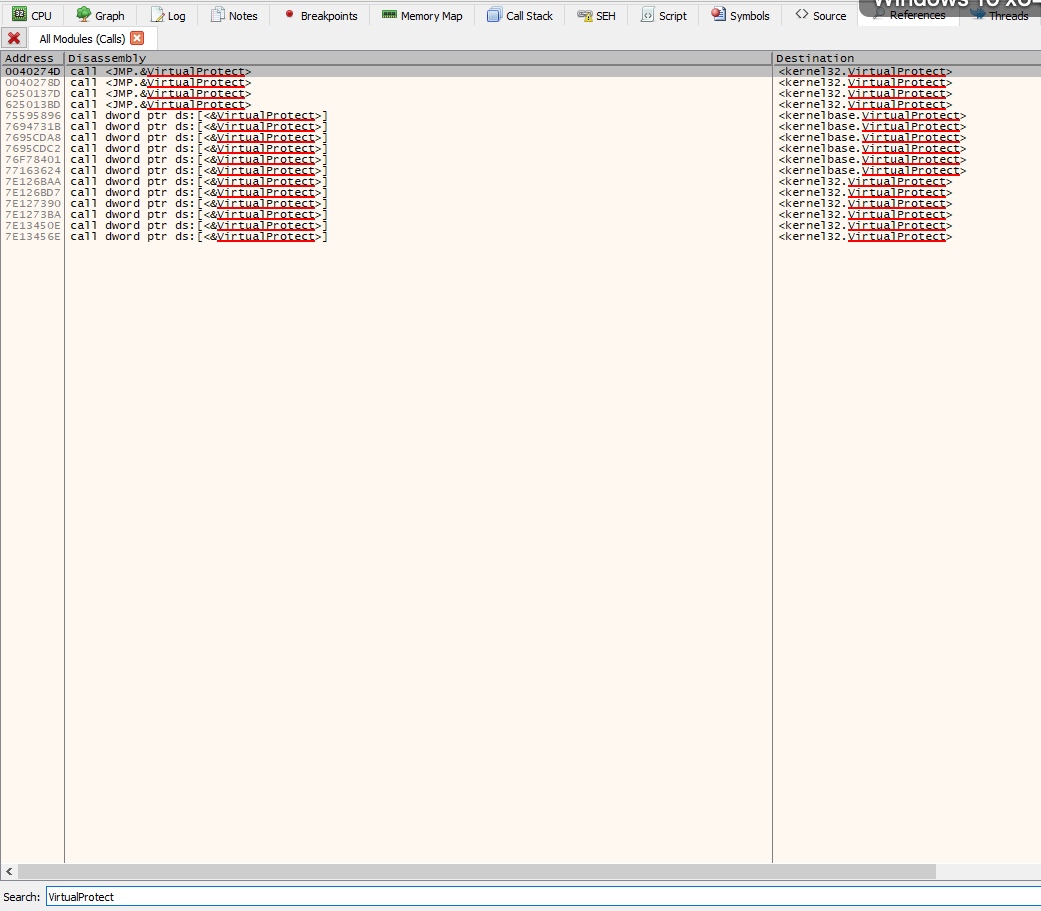 Windows 10 x64
CPU Graph Log Notes Breakpoints Memory Map Call Stack SEH Script Symbols Source References Threads
All Modules (Calls)
Address Disassembly Destination
0040274D call <JMP.&VirtualProtect> <kernel32.VirtualProtect>
0040278D call <JMP.&VirtualProtect> <kernel32.VirtualProtect>
6250137D call <JMP.&VirtualProtect> <kernel32.VirtualProtect>
625013BD call <JMP.&VirtualProtect> <kernel32.VirtualProtect>
75595896 call dword ptr ds:[<&VirtualProtect>] <kernelbase.VirtualProtect>
7694731B call dword ptr ds:[<&VirtualProtect>] <kernelbase.VirtualProtect>
7695CDA8 call dword ptr ds:[<&VirtualProtect>] <kernelbase.VirtualProtect>
7695CDC2 call dword ptr ds:[<&VirtualProtect>] <kernelbase.VirtualProtect>
76F78401 call dword ptr ds:[<&VirtualProtect>] <kernelbase.VirtualProtect>
77163624 call dword ptr ds:[<&VirtualProtect>] <kernelbase.VirtualProtect>
7E126BAA call dword ptr ds:[<&VirtualProtect>] <kernel32.VirtualProtect>
7E126BD7 call dword ptr ds:[<&VirtualProtect>] <kernel32.VirtualProtect>
7E127390 call dword ptr ds:[<&VirtualProtect>] <kernel32.VirtualProtect>
7E1273BA call dword ptr ds:[<&VirtualProtect>] <kernel32.VirtualProtect>
7E13450E call dword ptr ds:[<&VirtualProtect>] <kernel32.VirtualProtect>
7E13456E call dword ptr ds:[<&VirtualProtect>] <kernel32.VirtualProtect>
Search: VirtualProtect